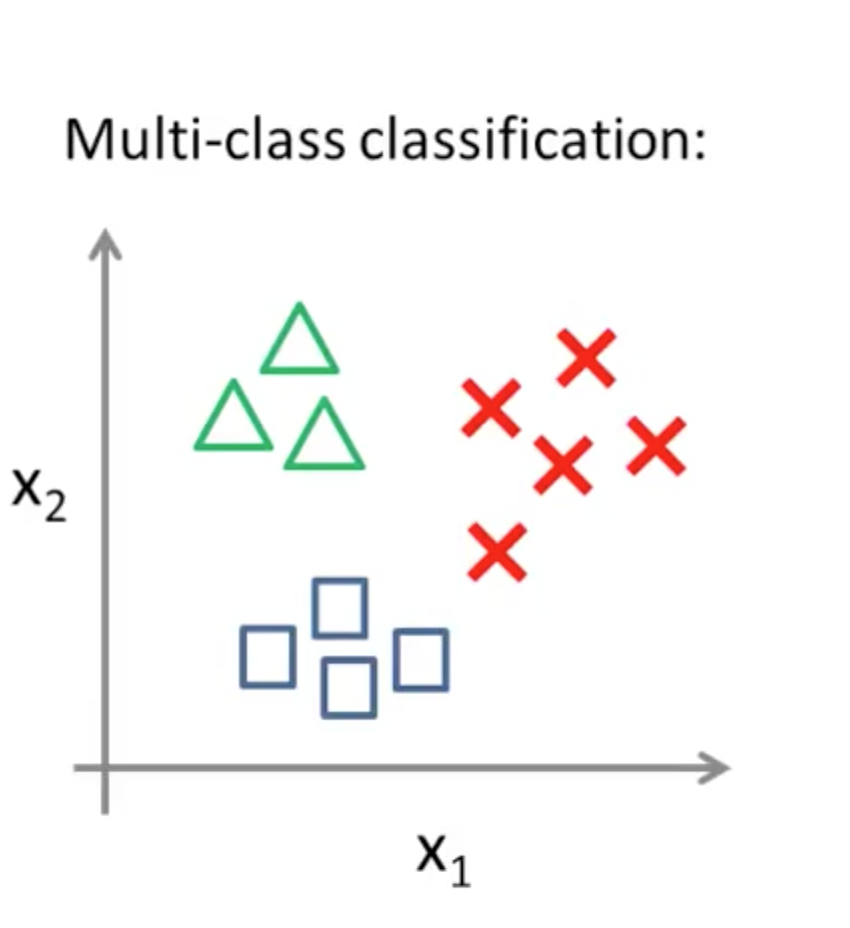 Multi-class classification:
x₂
x₁